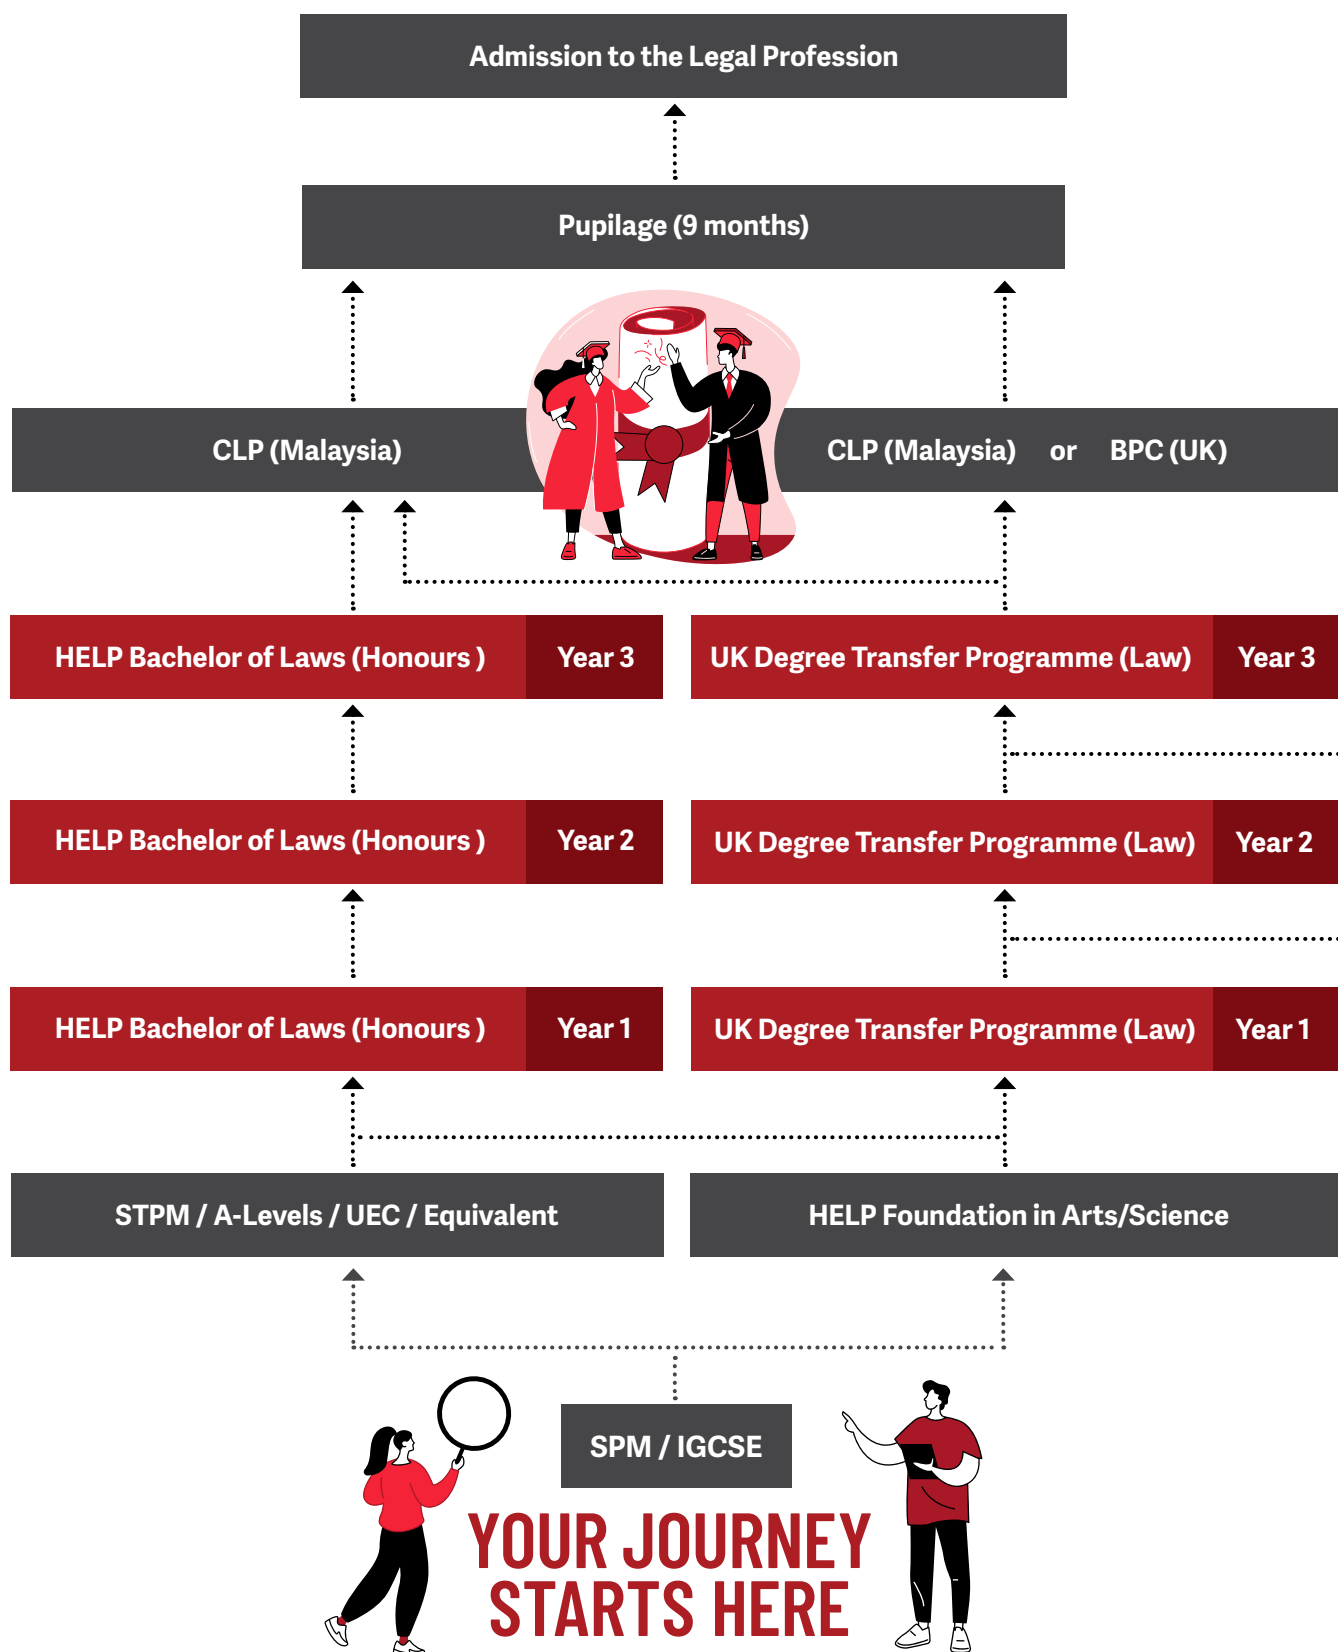 Admission to the Legal Profession
Pupilage (9 months)
CLP (Malaysia)
CLP (Malaysia) or BPC (UK)
HELP Bachelor of Laws (Honours ) Year 3
UK Degree Transfer Programme (Law) Year 3
HELP Bachelor of Laws (Honours ) Year 2
UK Degree Transfer Programme (Law) Year 2
HELP Bachelor of Laws (Honours ) Year 1
UK Degree Transfer Programme (Law) Year 1
STPM / A-Levels / UEC / Equivalent
HELP Foundation in Arts/Science
SPM / IGCSE
YOUR JOURNEY
STARTS HERE